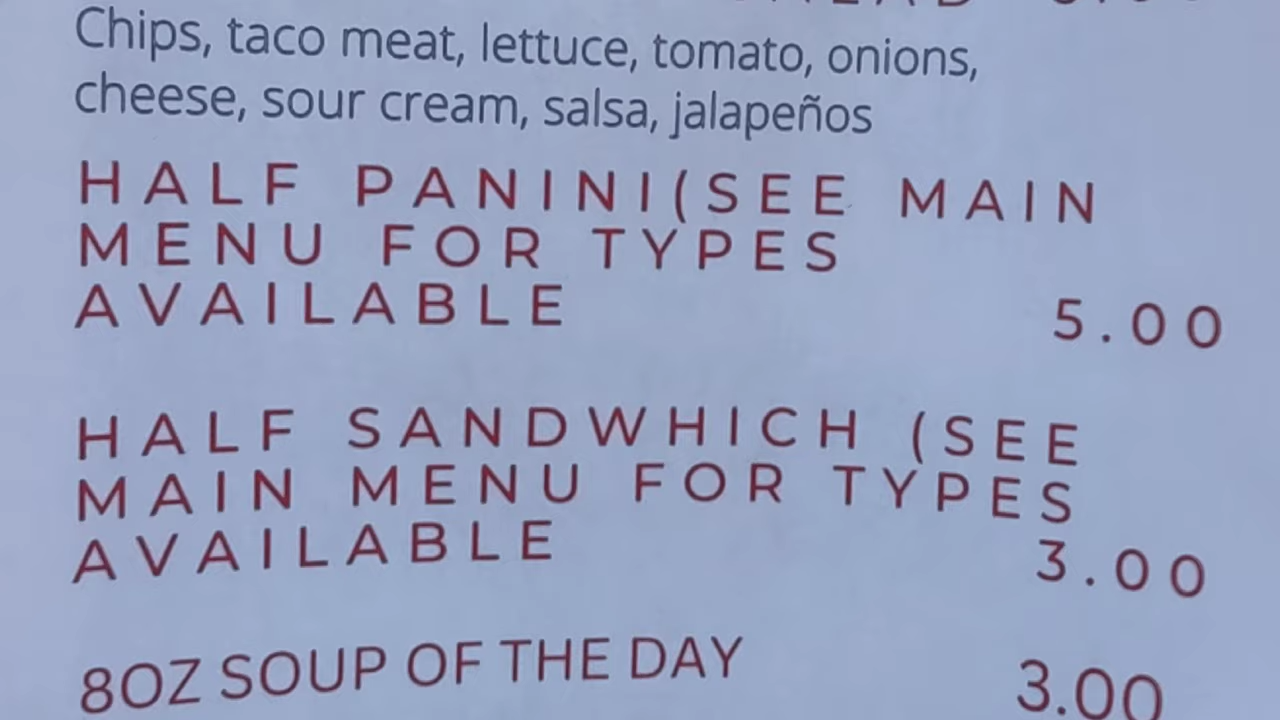 Chips, taco meat, lettuce, tomato, onions,
cheese, sour cream, salsa, jalapeños
HALF PANINI(SEE MAIN
MENU FOR TYPES
AVAILABLE 5.00
HALF SANDWHICH (SEE
MAIN MENU FOR TYPES
AVAILABLE 3.00
8OZ SOUP OF THE DAY 3.00